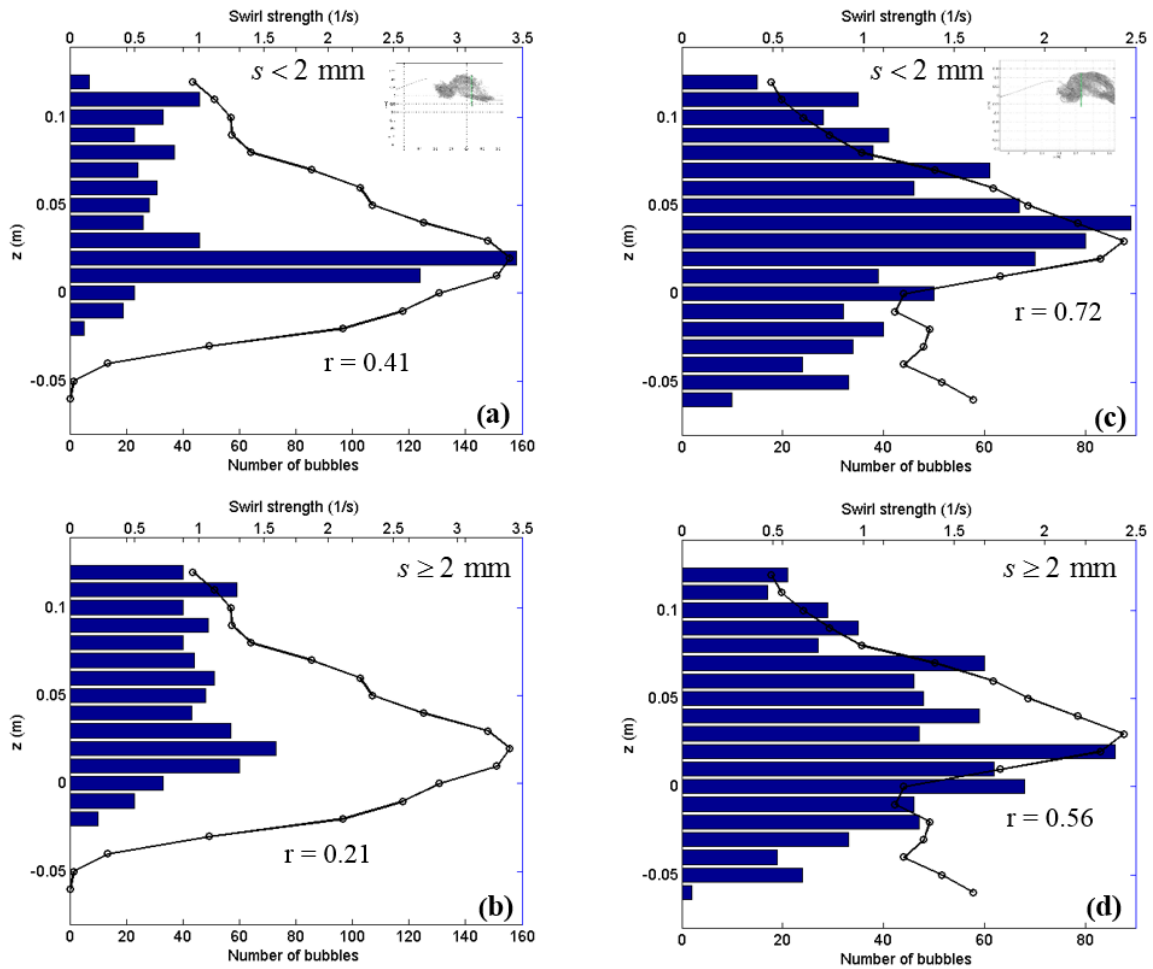 Swirl strength (1/s)
0 0.5 1 1.5 2 2.5 3 3.5 4.5
s < 2 mm
0.1
0.05
0
-0.05
z (m)
r = 0.41
(a)
0 20 40 60 80 100 120 140 160
Number of bubbles
Swirl strength (1/s)
0 0.5 1 1.5 2 2.5
s < 2 mm
0.1
0.05
0
-0.05
z (m)
r = 0.72
(c)
0 20 40 60 80
Number of bubbles
Swirl strength (1/s)
0 0.5 1 1.5 2 2.5 3 3.5
s ≥ 2 mm
0.1
0.05
0
-0.05
z (m)
r = 0.21
(b)
0 20 40 60 80 100 120 140 160
Number of bubbles
Swirl strength (1/s)
0 0.5 1 1.5 2 2.5
s ≥ 2 mm
0.1
0.05
0
-0.05
z (m)
r = 0.56
(d)
0 20 40 60 80
Number of bubbles